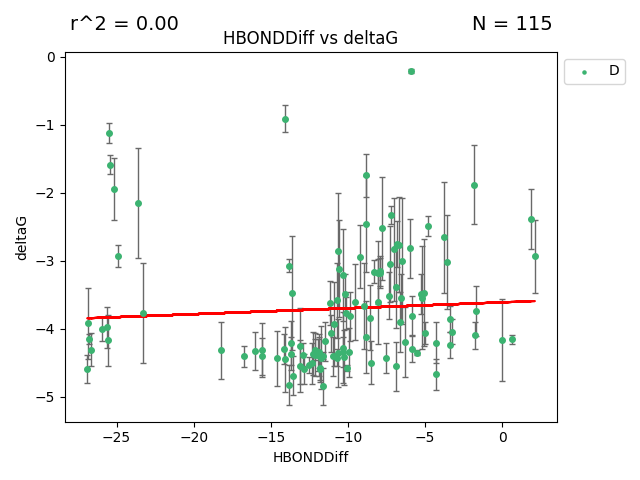 r^2 = 0.00
N = 115
HBONDDiff vs deltaG
D
0
−1
−2
−3
−4
−5
deltaG
−25
−20
−15
−10
−5
0
HBONDDiff